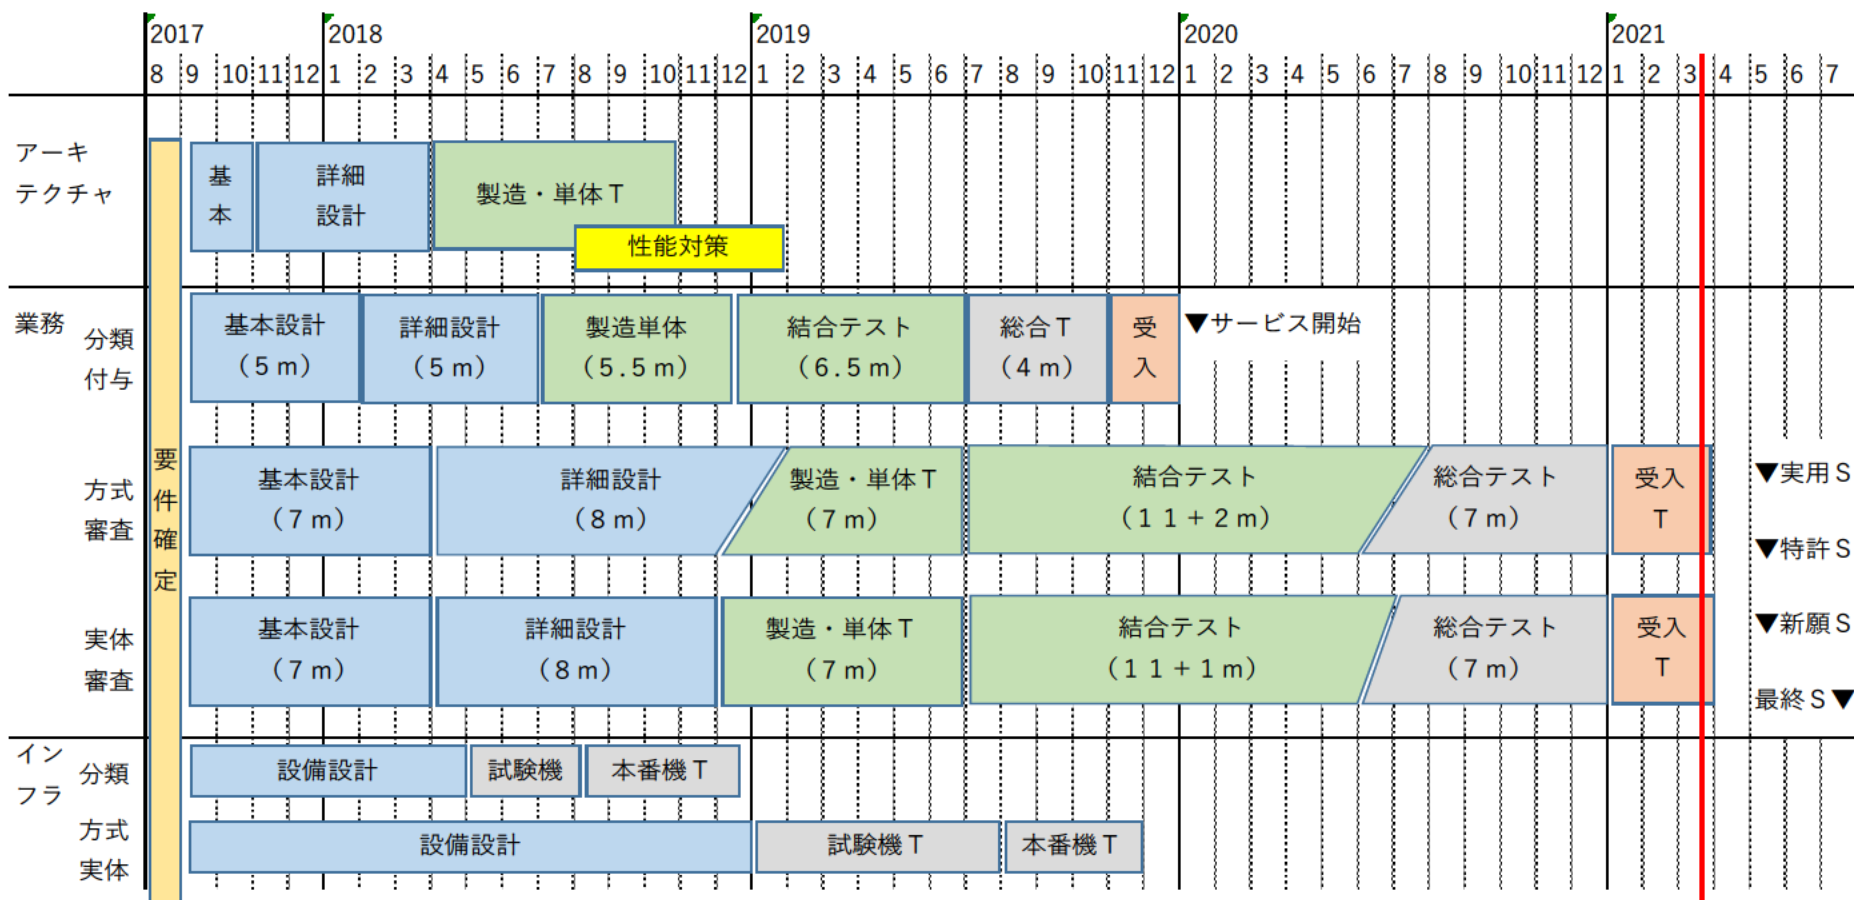 2017 2018 2019 2020 2021
8 9 10 11 12 1 2 3 4 5 6 7 8 9 10 11 12 1 2 3 4 5 6 7 8 9 10 11 12 1 2 3 4 5 6 7 8 9 10 11 12 1 2 3 4 5 6 7
要件確定
アーキ
テクチャ
基
本
詳細
設計
製造・単体T
性能対策
業務
分類
付与
基本設計
(5m)
詳細設計
(5m)
製造単体
(5.5m)
結合テスト
(6.5m)
総合T
(4m)
受
入
▼サービス開始
方式
審査
基本設計
(7m)
詳細設計
(8m)
製造・単体T
(7m)
結合テスト
(11+2m)
総合テスト
(7m)
受入
T
▼実用S
▼特許S
実体
審査
基本設計
(7m)
詳細設計
(8m)
製造・単体T
(7m)
結合テスト
(11+1m)
総合テスト
(7m)
受入
T
▼新願S
最終S▼
イン
フラ
分類
設備設計
試験機
本番機T
方式
実体
設備設計
試験機T
本番機T